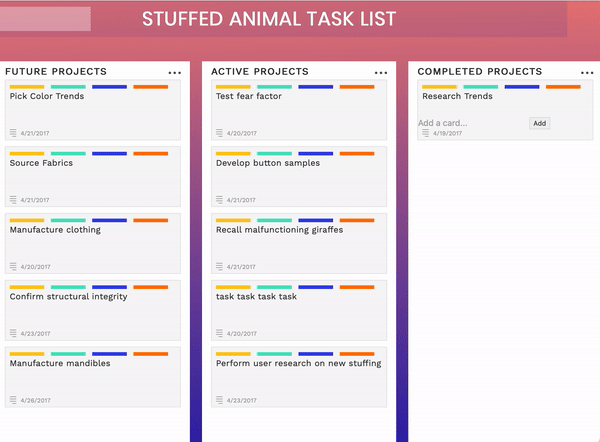 STUFFED ANIMAL TASK LIST
FUTURE PROJECTS
Pick Color Trends
4/21/2017
Source Fabrics
4/21/2017
Manufacture clothing
4/20/2017
Confirm structural integrity
4/23/2017
Manufacture mandibles
4/26/2017
ACTIVE PROJECTS
Test fear factor
4/20/2017
Develop button samples
4/21/2017
Recall malfunctioning giraffes
4/21/2017
task task task task
4/20/2017
Perform user research on new stuffing
4/23/2017
COMPLETED PROJECTS
Research Trends
Add a card... Add
4/19/2017